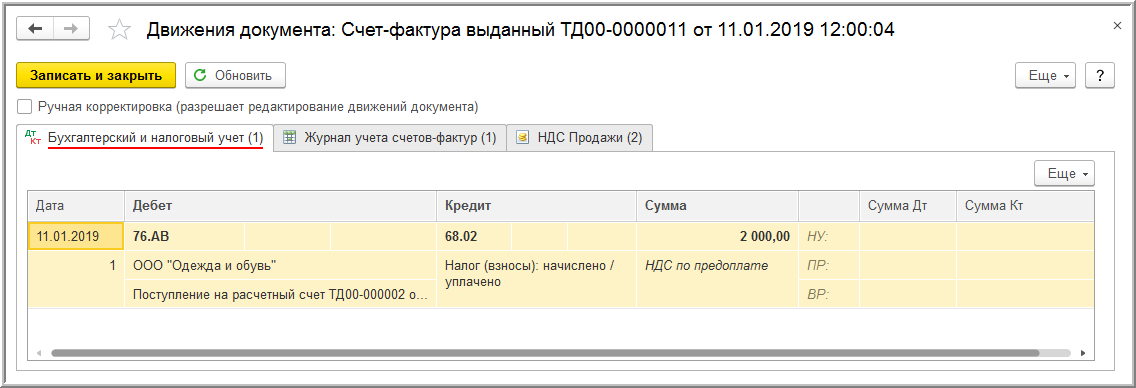 Движения документа: Счет-фактура выданный ТД00-0000011 от 11.01.2019 12:00:04
Записать и закрыть Обновить Еще ?
Ручная корректировка (разрешает редактирование движений документа)
Дт Кт Бухгалтерский и налоговый учет (1) Журнал учета счетов-фактур (1) НДС Продажи (2)
Еще
Дата Дебет Кредит Сумма Сумма Дт Сумма Кт
11.01.2019 76.АВ 68.02 2 000,00 НУ:
1 ООО "Одежда и обувь" Налог (взносы): начислено / НДС по предоплате ПР:
уплачено
Поступление на расчетный счет ТД00-000002 о... ВР: